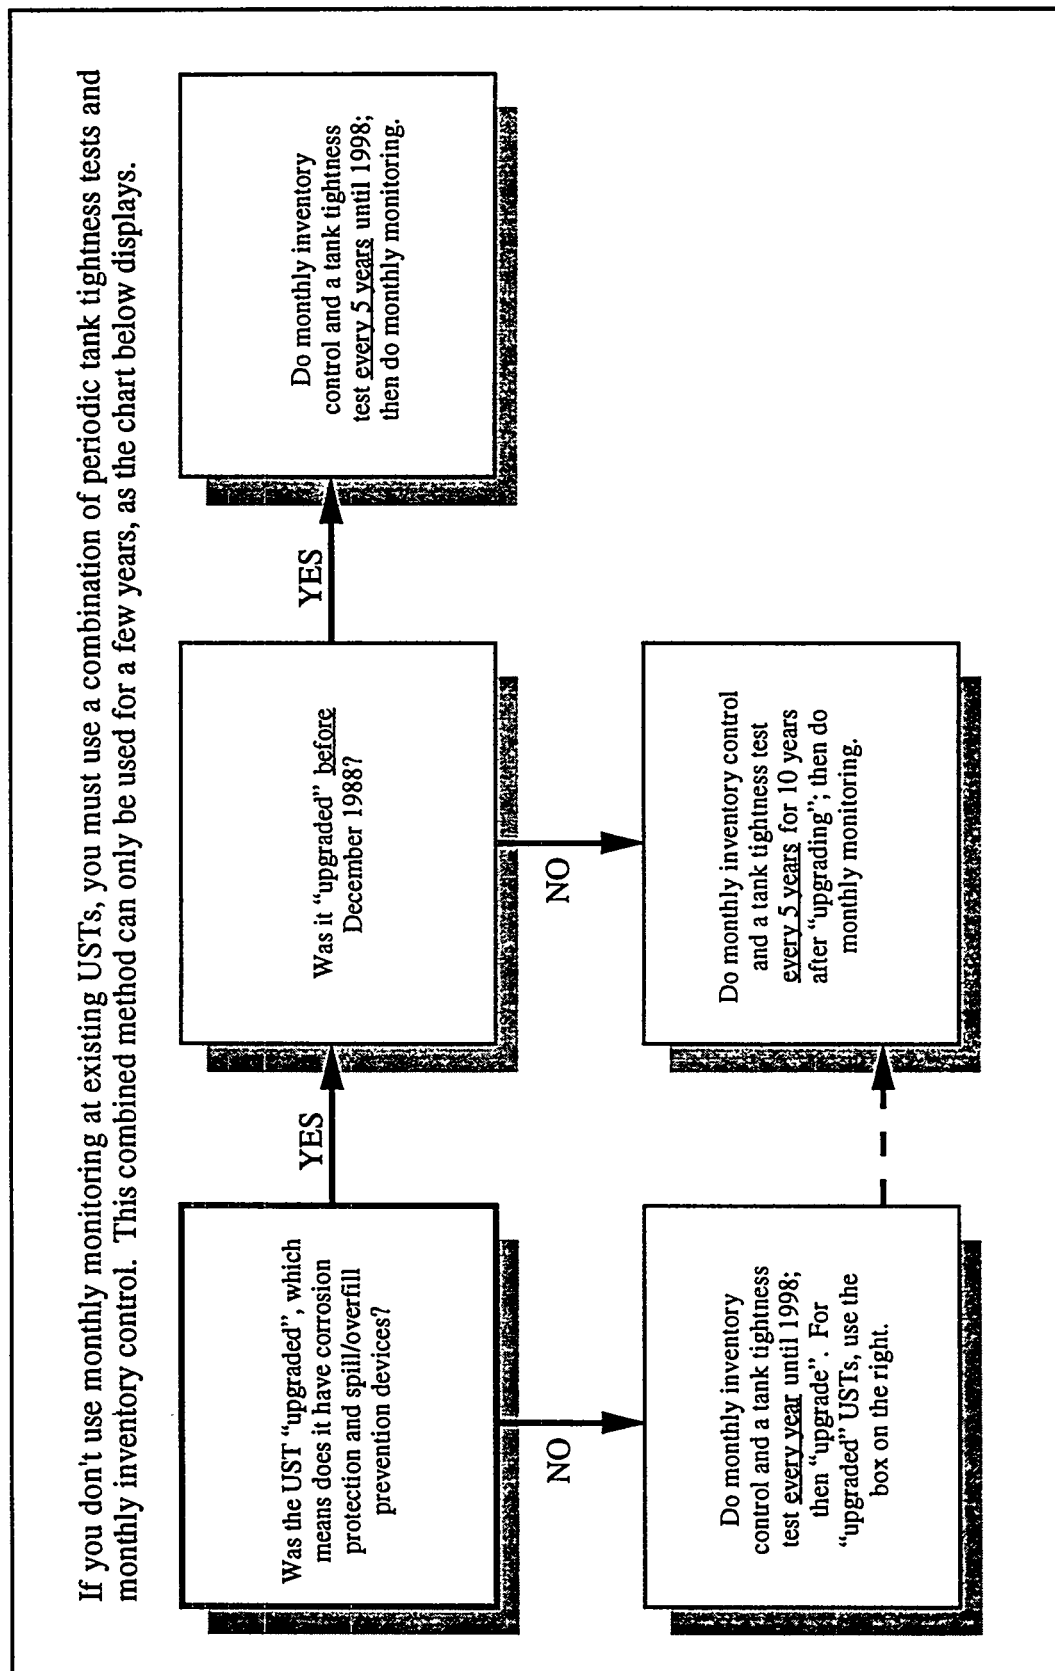 If you don't use monthly monitoring at existing USTs, you must use a combination of periodic tank tightness tests and
monthly inventory control.  This combined method can only be used for a few years, as the chart below displays.
Was the UST “upgraded”, which
means does it have corrosion
protection and spill/overfill
prevention devices?
YES
Was it “upgraded” before
December 1988?
YES
Do monthly inventory
control and a tank tightness
test every 5 years until 1998;
then do monthly monitoring.
NO
NO
Do monthly inventory
control and a tank tightness
test every year until 1998;
then “upgrade”. For
“upgraded” USTs, use the
box on the right.
Do monthly inventory control
and a tank tightness test
every 5 years for 10 years
after “upgrading”; then do
monthly monitoring.